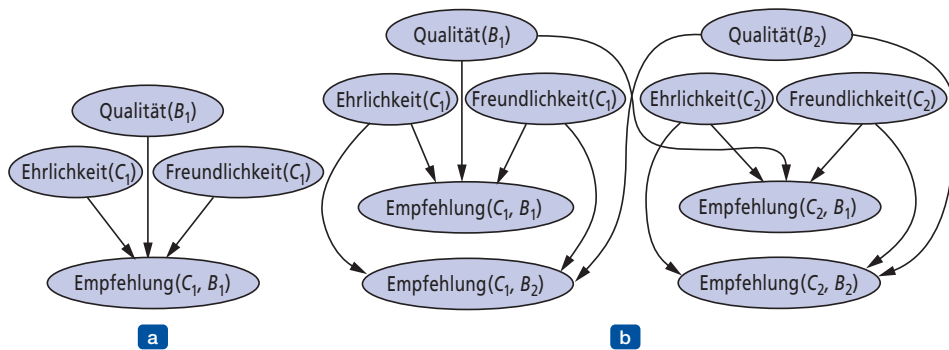 Qualität(B₁)
Ehrlichkeit(C₁)
Freundlichkeit(C₁)
Empfehlung(C₁, B₁)
a
Qualität(B₁)
Qualität(B₂)
Ehrlichkeit(C₁)
Freundlichkeit(C₁)
Ehrlichkeit(C₂)
Freundlichkeit(C₂)
Empfehlung(C₁, B₁)
Empfehlung(C₂, B₁)
Empfehlung(C₁, B₂)
Empfehlung(C₂, B₂)
b